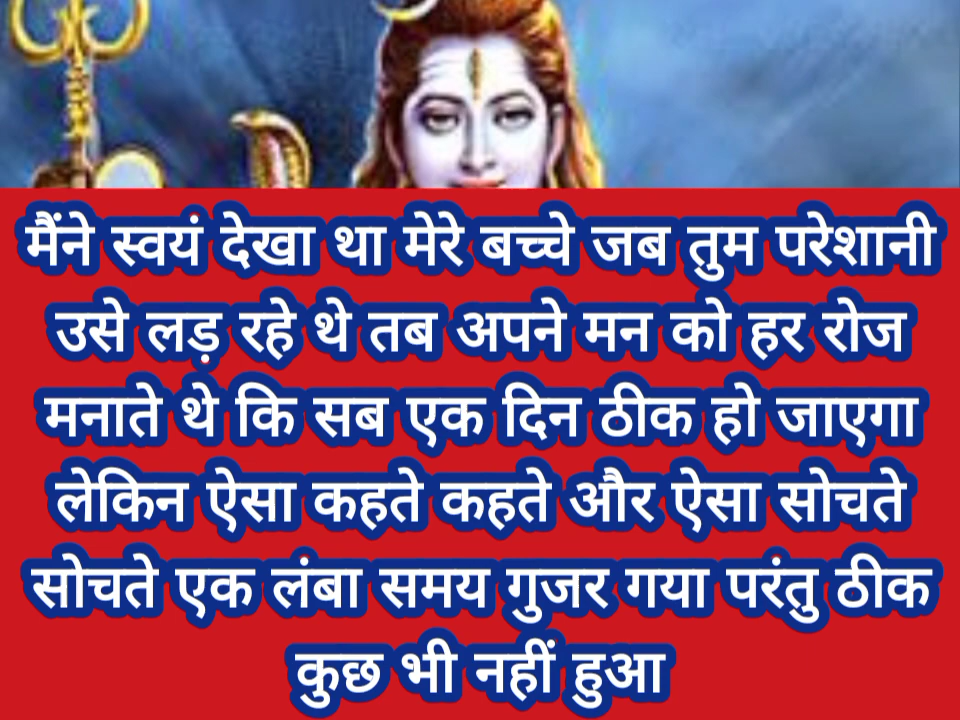 मैंने स्वयं देखा था मेरे बच्चे जब तुम परेशानी
उसे लड़ रहे थे तब अपने मन को हर रोज
मनाते थे कि सब एक दिन ठीक हो जाएगा
लेकिन ऐसा कहते कहते और ऐसा सोचते
सोचते एक लंबा समय गुजर गया परंतु ठीक
कुछ भी नहीं हुआ